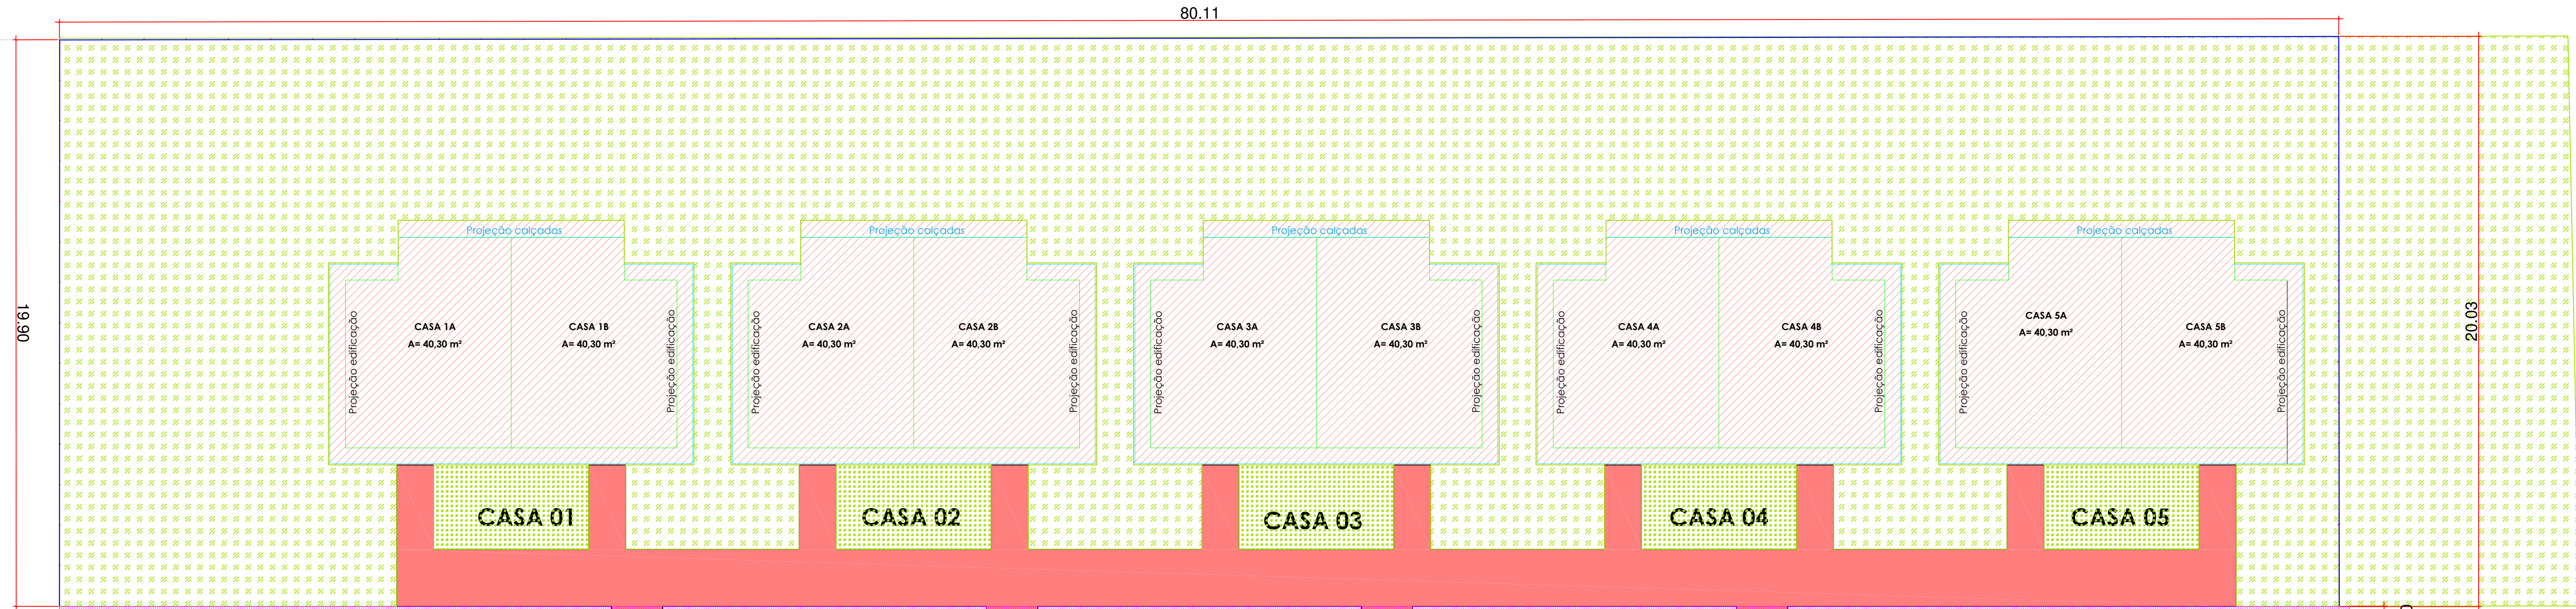 80.11
19.90
20.03
Projeção calçadas
Projeção calçadas
Projeção calçadas
Projeção calçadas
Projeção calçadas
Projeção edificação
CASA 1A
A= 40,30 m²
CASA 1B
A= 40,30 m²
Projeção edificação
Projeção edificação
CASA 2A
A= 40,30 m²
CASA 2B
A= 40,30 m²
Projeção edificação
Projeção edificação
CASA 3A
A= 40,30 m²
CASA 3B
A= 40,30 m²
Projeção edificação
Projeção edificação
CASA 4A
A= 40,30 m²
CASA 4B
A= 40,30 m²
Projeção edificação
Projeção edificação
CASA 5A
A= 40,30 m²
CASA 5B
A= 40,30 m²
Projeção edificação
CASA 01
CASA 02
CASA 03
CASA 04
CASA 05